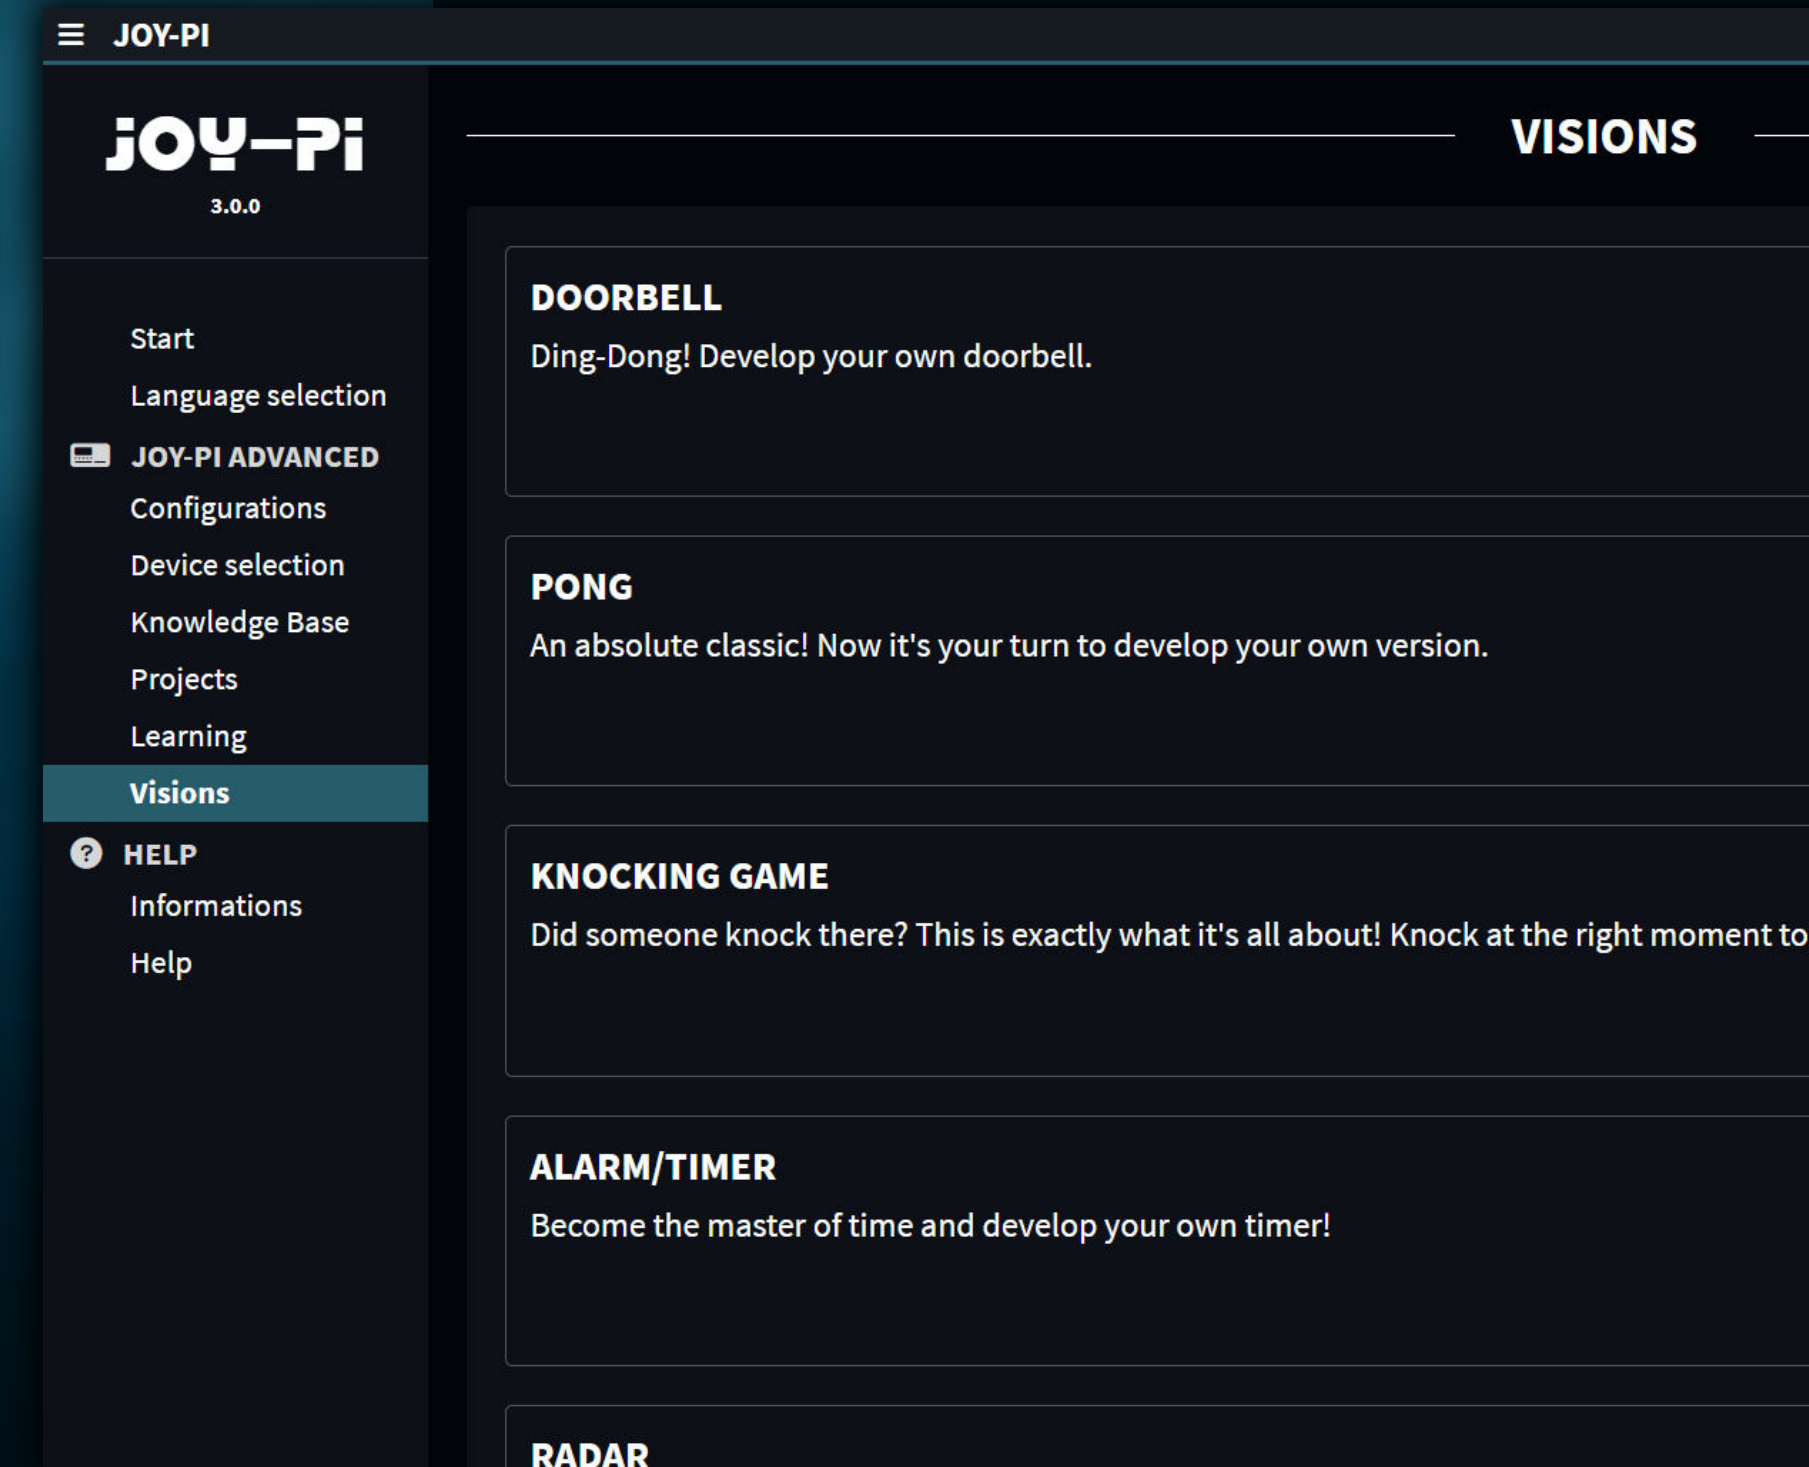 JOY-PI
JOY-Pi
3.0.0
Start
Language selection
JOY-PI ADVANCED
Configurations
Device selection
Knowledge Base
Projects
Learning
Visions
HELP
Informations
Help
VISIONS
DOORBELL
Ding-Dong! Develop your own doorbell.
PONG
An absolute classic! Now it's your turn to develop your own version.
KNOCKING GAME
Did someone knock there? This is exactly what it's all about! Knock at the right moment to
ALARM/TIMER
Become the master of time and develop your own timer!
RADAR